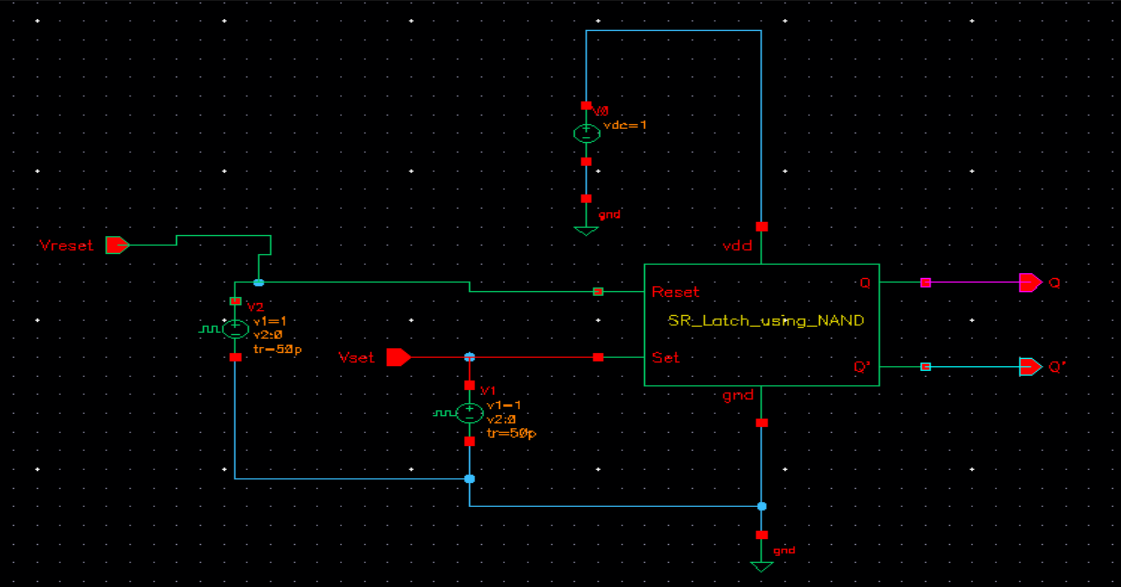 V0
vdc=1
gnd
Vreset
vdd
Reset
Q
Q
SR_Latch_using_NAND
V2
v1=1
v2:0
tr=50p
Vset
Set
Q'
Q'
gnd
V1
v1=1
v2:0
tr=50p
gnd